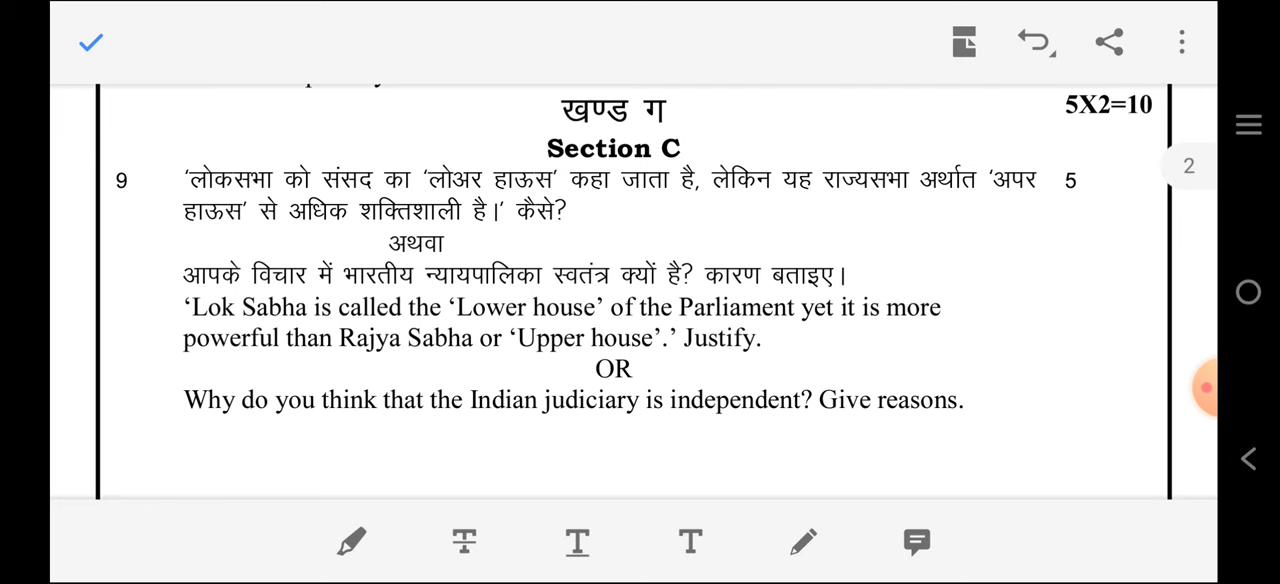 खण्ड ग
5X2=10
Section C
9 'लोकसभा को संसद का 'लोअर हाऊस' कहा जाता है, लेकिन यह राज्यसभा अर्थात 'अपर 5
हाऊस' से अधिक शक्तिशाली है।' कैसे?
अथवा
आपके विचार में भारतीय न्यायपालिका स्वतंत्र क्यों है? कारण बताइए।
‘Lok Sabha is called the ‘Lower house’ of the Parliament yet it is more
powerful than Rajya Sabha or ‘Upper house’.’ Justify.
OR
Why do you think that the Indian judiciary is independent? Give reasons.
2